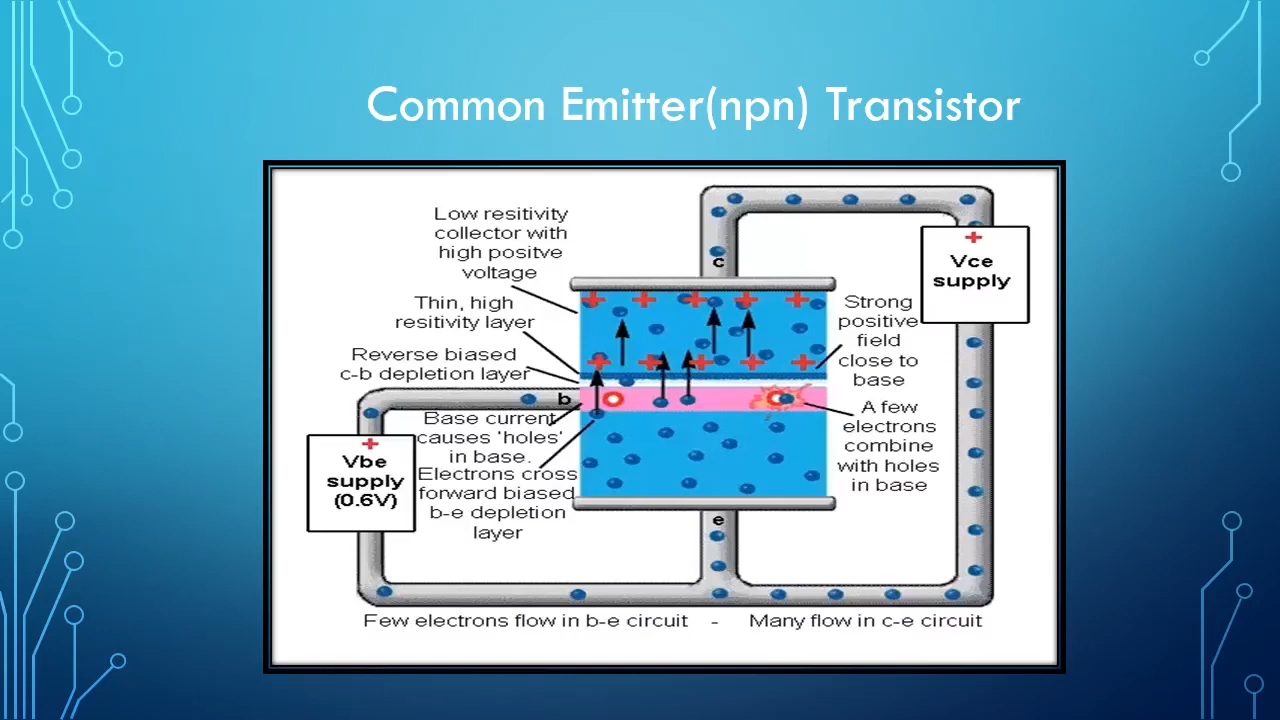 Common Emitter(npn) Transistor
Low resitivity
collector with
high positve
voltage
Thin, high
resitivity layer
Reverse biased
c-b depletion layer
b
Base current
causes 'holes'
in base.
Electrons cross
forward biased
b-e depletion
layer
+
Vbe
supply
(0.6V)
c
+
Vce
supply
Strong
positive
field
close to
base
A few
electrons
combine
with holes
in base
e
Few electrons flow in b-e circuit - Many flow in c-e circuit